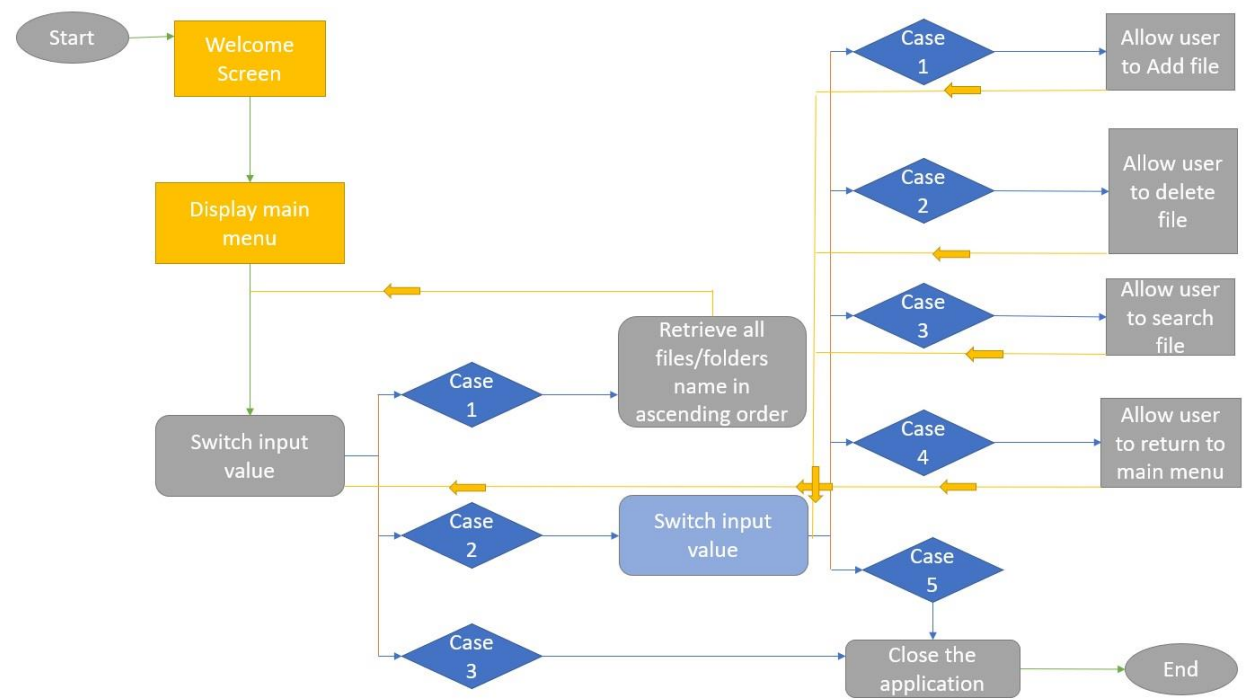 Start
Welcome
Screen
Display main
menu
Switch input
value
Case
1
Retrieve all
files/folders
name in
ascending order
Case
2
Switch input
value
Case
3
Case
1
Allow user
to Add file
Case
2
Allow user
to delete
file
Case
3
Allow user
to search
file
Case
4
Allow user
to return to
main menu
Case
5
Close the
application
End